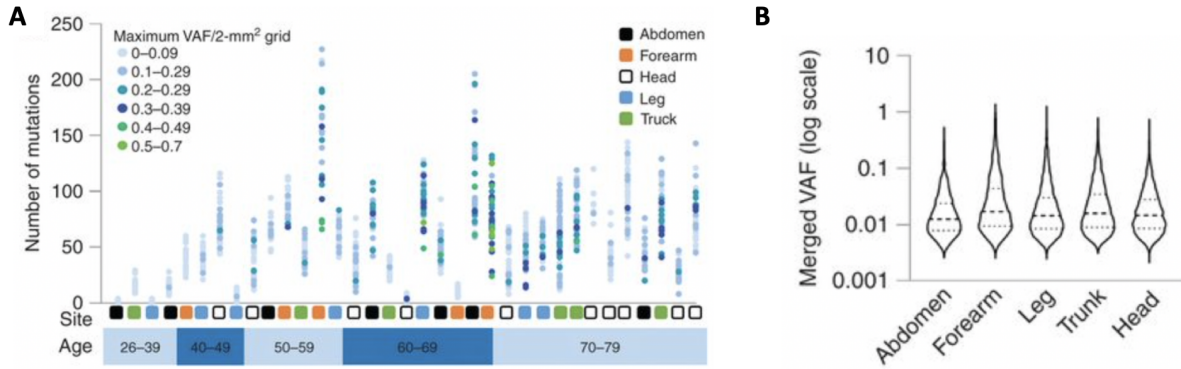 A
B
Maximum VAF/2-mm² grid
0–0.09
0.1–0.29
0.2–0.29
0.3–0.39
0.4–0.49
0.5–0.7
Abdomen
Forearm
Head
Leg
Truck
Number of mutations
250
200
150
100
50
0
Site
Age
26–39
40–49
50–59
60–69
70–79
Merged VAF (log scale)
10
1
0.1
0.01
0.001
Abdomen
Forearm
Leg
Trunk
Head